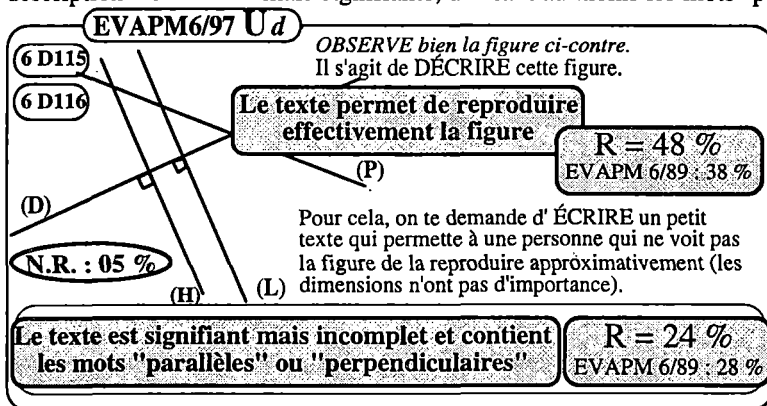 EVAPM6/97 Ud
6 D115
6 D116
OBSERVE bien la figure ci-contre.
Il s'agit de DÉCRIRE cette figure.
Le texte permet de reproduire
effectivement la figure
R = 48 %
EVAPM 6/89 : 38 %
(P)
(D)
Pour cela, on te demande d' ÉCRIRE un petit
texte qui permette à une personne qui ne voit pas
la figure de la reproduire approximativement (les
dimensions n'ont pas d'importance).
N.R. : 05 %
(H)
(L)
Le texte est signifiant mais incomplet et contient
les mots "parallèles" ou "perpendiculaires"
R = 24 %
EVAPM 6/89 : 28 %